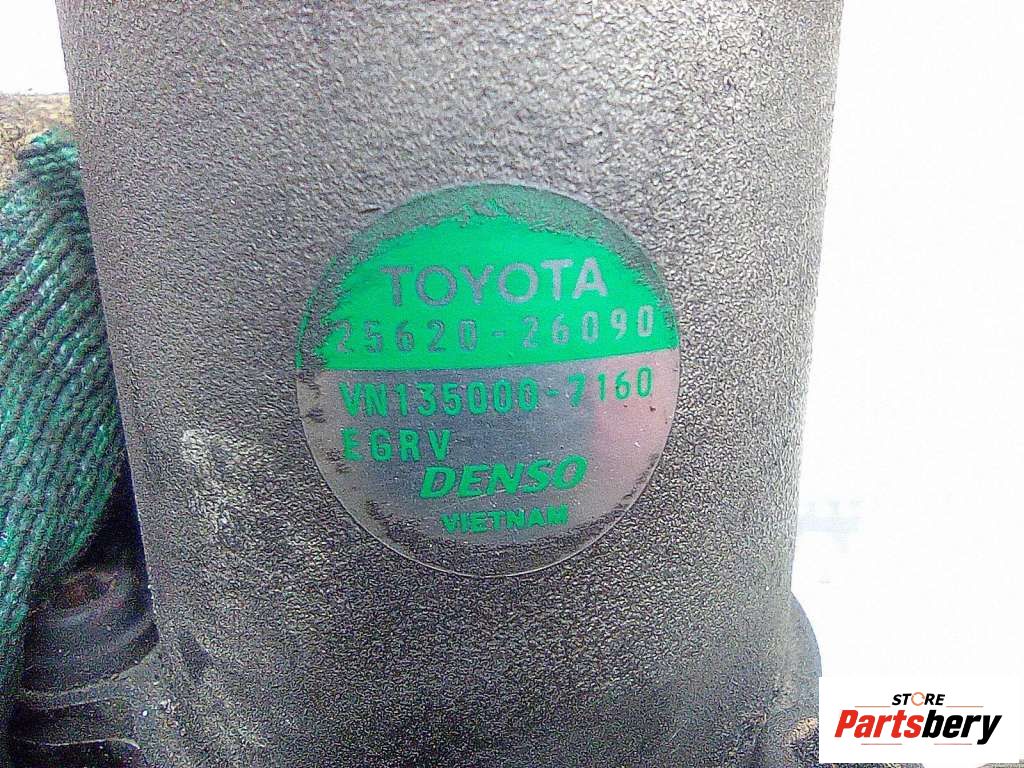 TOYOTA
25620-26090
VN135000-7160
EGRV
DENSO
VIETNAM
STORE
Partsbery